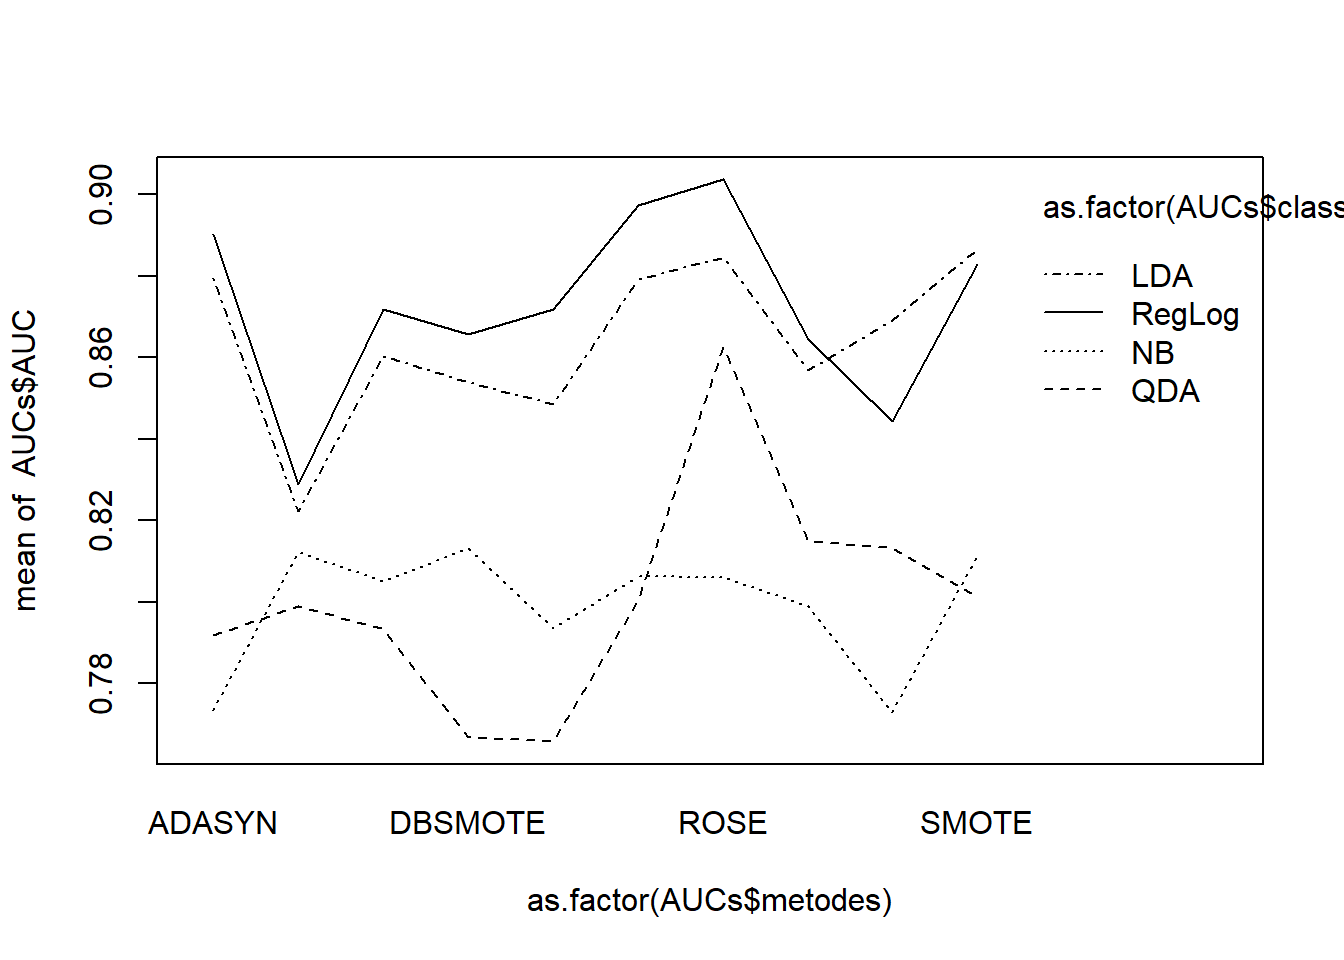 mean of  AUCs$AUC
0.90
0.86
0.82
0.78
as.factor(AUCs$class
LDA
RegLog
NB
QDA
ADASYN
DBSMOTE
ROSE
SMOTE
as.factor(AUCs$metodes)